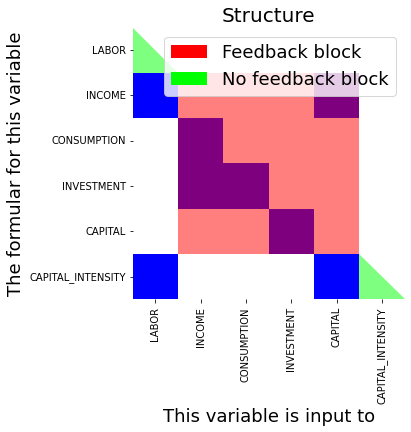 Structure
Feedback block
No feedback block
The formular for this variable
LABOR
INCOME
CONSUMPTION
INVESTMENT
CAPITAL
CAPITAL_INTENSITY
LABOR
INCOME
CONSUMPTION
INVESTMENT
CAPITAL
CAPITAL_INTENSITY
This variable is input to